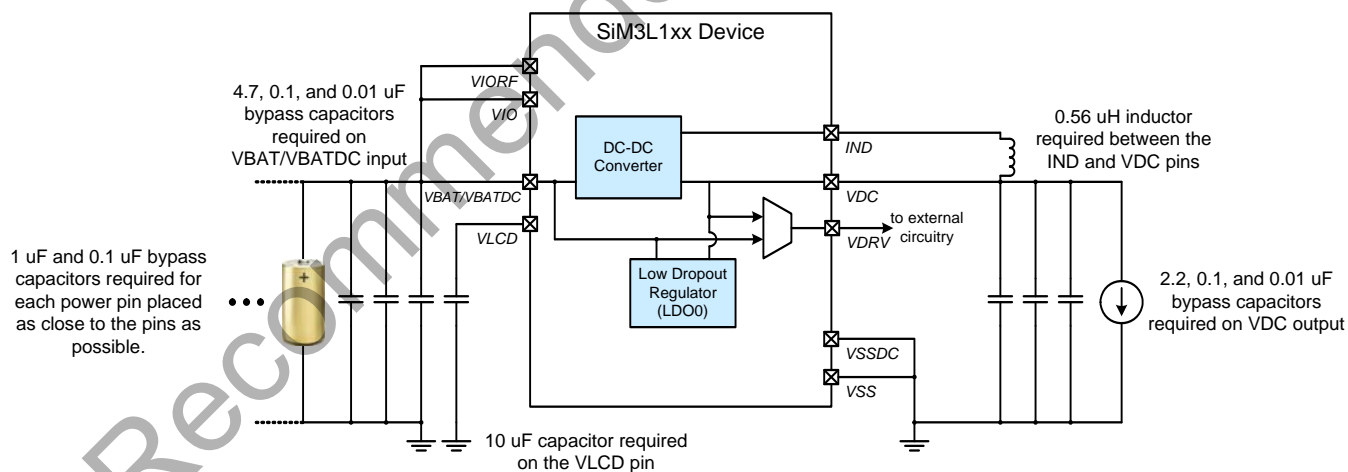 SiM3L1xx Device
VIORF
VIO
4.7, 0.1, and 0.01 uF
bypass capacitors
required on
VBAT/VBATDC input
DC-DC
Converter
IND
0.56 uH inductor
required between the
IND and VDC pins
VBAT/VBATDC
VDC
VLCD
VDRV
to external
circuitry
1 uF and 0.1 uF bypass
capacitors required for
each power pin placed
as close to the pins as
possible.
+
Low Dropout
Regulator
(LDO0)
2.2, 0.1, and 0.01 uF
bypass capacitors
required on VDC output
VSSDC
VSS
10 uF capacitor required
on the VLCD pin
Recommende